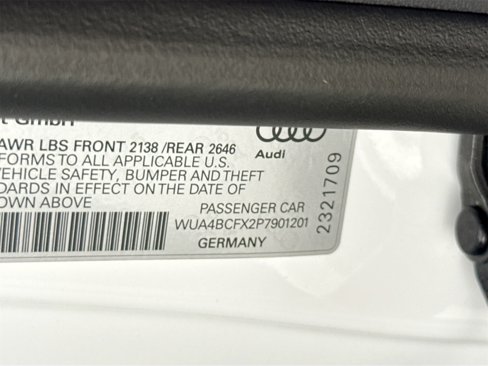 t GmbH
AWR LBS FRONT 2138 /REAR 2646
FORMS TO ALL APPLICABLE U.S.
VEHICLE SAFETY, BUMPER AND THEFT
DARDS IN EFFECT ON THE DATE OF
OWN ABOVE
Audi
PASSENGER CAR
WUA4BCFX2P7901201
GERMANY
2321709